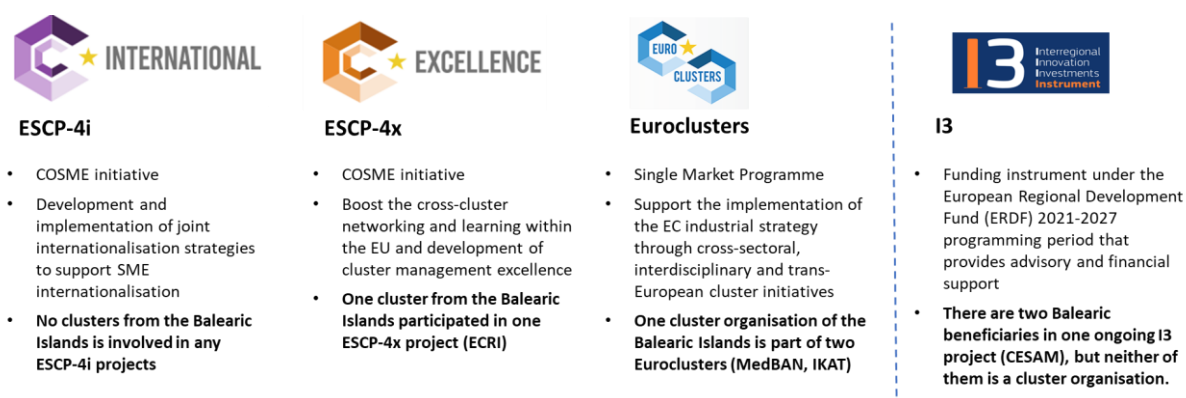 INTERNATIONAL
ESCP-4i
• COSME initiative
• Development and
implementation of joint
internationalisation strategies
to support SME
internationalisation
• No clusters from the Balearic
Islands is involved in any
ESCP-4i projects
EXCELLENCE
ESCP-4x
• COSME initiative
• Boost the cross-cluster
networking and learning within
the EU and development of
cluster management excellence
• One cluster from the Balearic
Islands participated in one
ESCP-4x project (ECRI)
EURO
CLUSTERS
Euroclusters
• Single Market Programme
• Support the implementation of
the EC industrial strategy
through cross-sectoral,
interdisciplinary and trans-
European cluster initiatives
• One cluster organisation of the
Balearic Islands is part of two
Euroclusters (MedBAN, IKAT)
I3
Interregional
Innovation
Investments
Instrument
I3
• Funding instrument under the
European Regional Development
Fund (ERDF) 2021-2027
programming period that
provides advisory and financial
support
• There are two Balearic
beneficiaries in one ongoing I3
project (CESAM), but neither of
them is a cluster organisation.